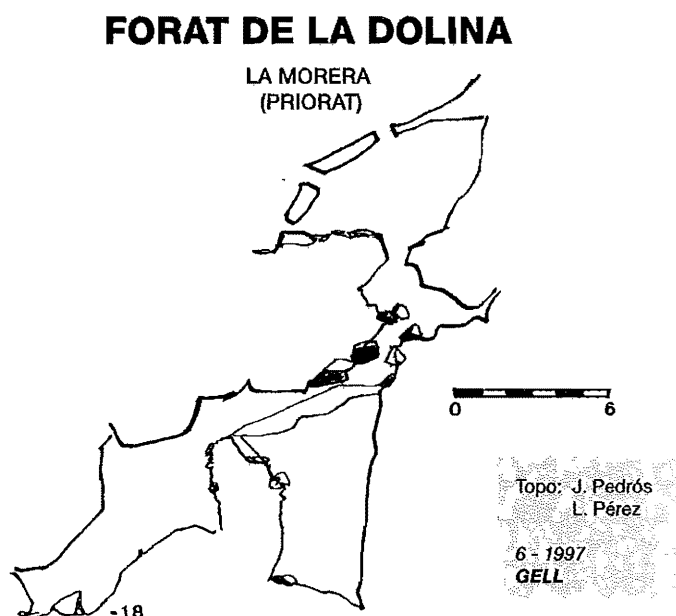 FORAT DE LA DOLINA
LA MORERA
(PRIORAT)
0 6
Topo: J. Pedrós
L. Pérez
6 - 1997
GELL
-18